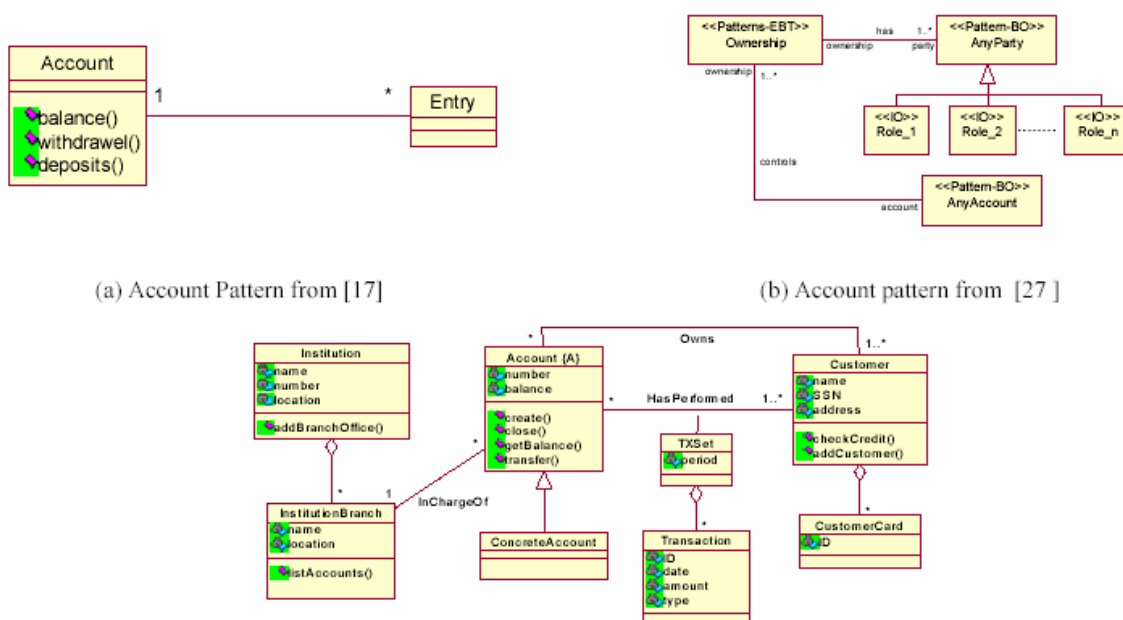 Account
balance()
withdrawel()
deposits()
1
*
Entry
(a) Account Pattern from [17]
<<Patterns-EBT>>
Ownership
has
1..*
ownership
party
<<Pattern-BO>>
AnyParty
ownership
1..*
<<IO>>
Role_1
<<IO>>
Role_2
<<IO>>
Role_n
controls
account
<<Pattern-BO>>
AnyAccount
(b) Account pattern from [27 ]
Institution
name
number
location
addBranchOffice()
*
InstitutionBranch
name
location
listAccounts()
1
*
InChargeOf
*
Owns
1..*
Account {A}
number
balance
create()
close()
getBalance()
transfer()
ConcreteAccount
*
HasPerformed
1..*
TXSet
period
*
Transaction
ID
date
amount
type
Customer
name
SSN
address
checkCredit()
addCustomer()
*
CustomerCard
ID